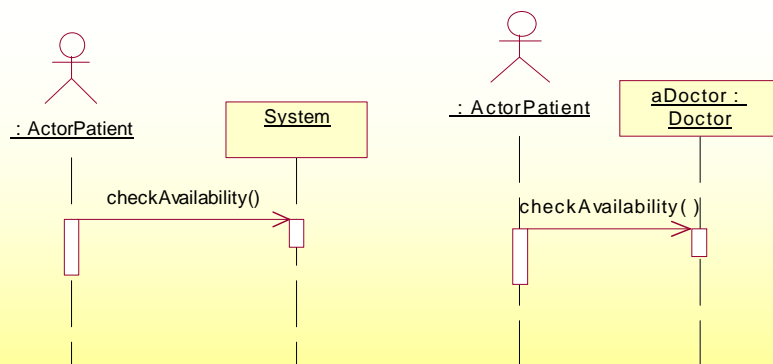 : ActorPatient
System
checkAvailability()
: ActorPatient
aDoctor :
Doctor
checkAvailability( )